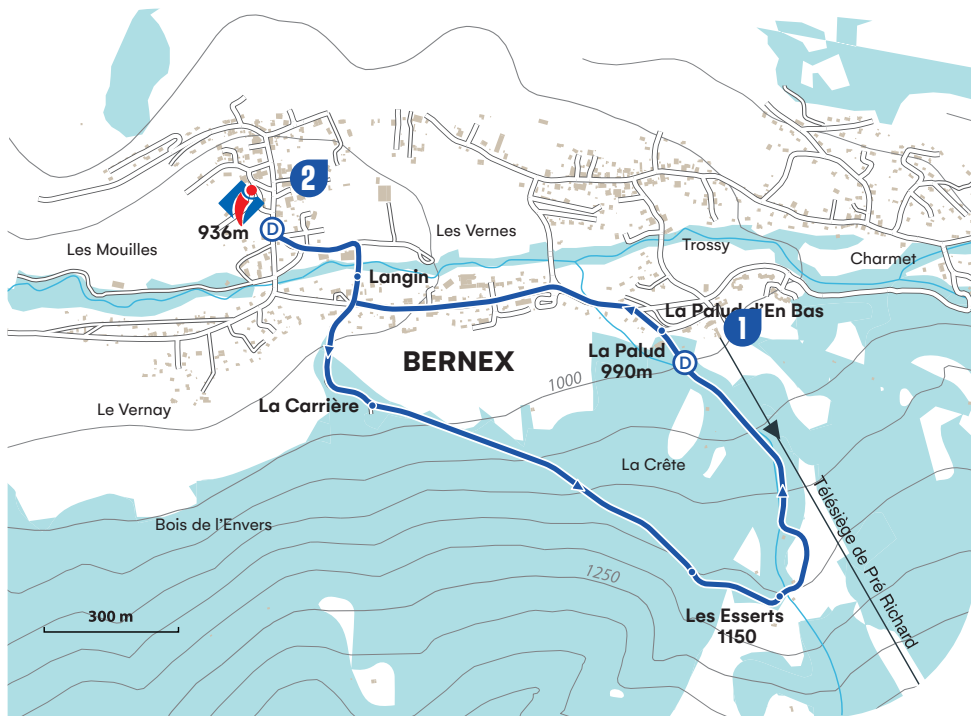 2
936m
D
Les Mouilles
Les Vernes
Trossy
Charmet
Langin
La Palud d'En Bas
1
BERNEX
La Palud
990m
D
1000
Le Vernay
La Carrière
La Crête
Télésiège de Pré Richard
Bois de l'Envers
1250
300 m
Les Esserts
1150